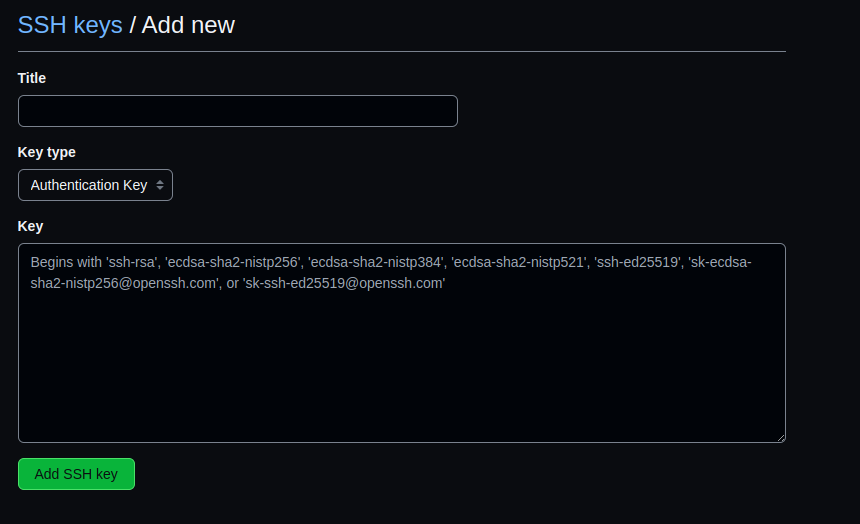 SSH keys / Add new
Title
Key type
Authentication Key
Key
Begins with 'ssh-rsa', 'ecdsa-sha2-nistp256', 'ecdsa-sha2-nistp384', 'ecdsa-sha2-nistp521', 'ssh-ed25519', 'sk-ecdsa-
sha2-nistp256@openssh.com', or 'sk-ssh-ed25519@openssh.com'
Add SSH key